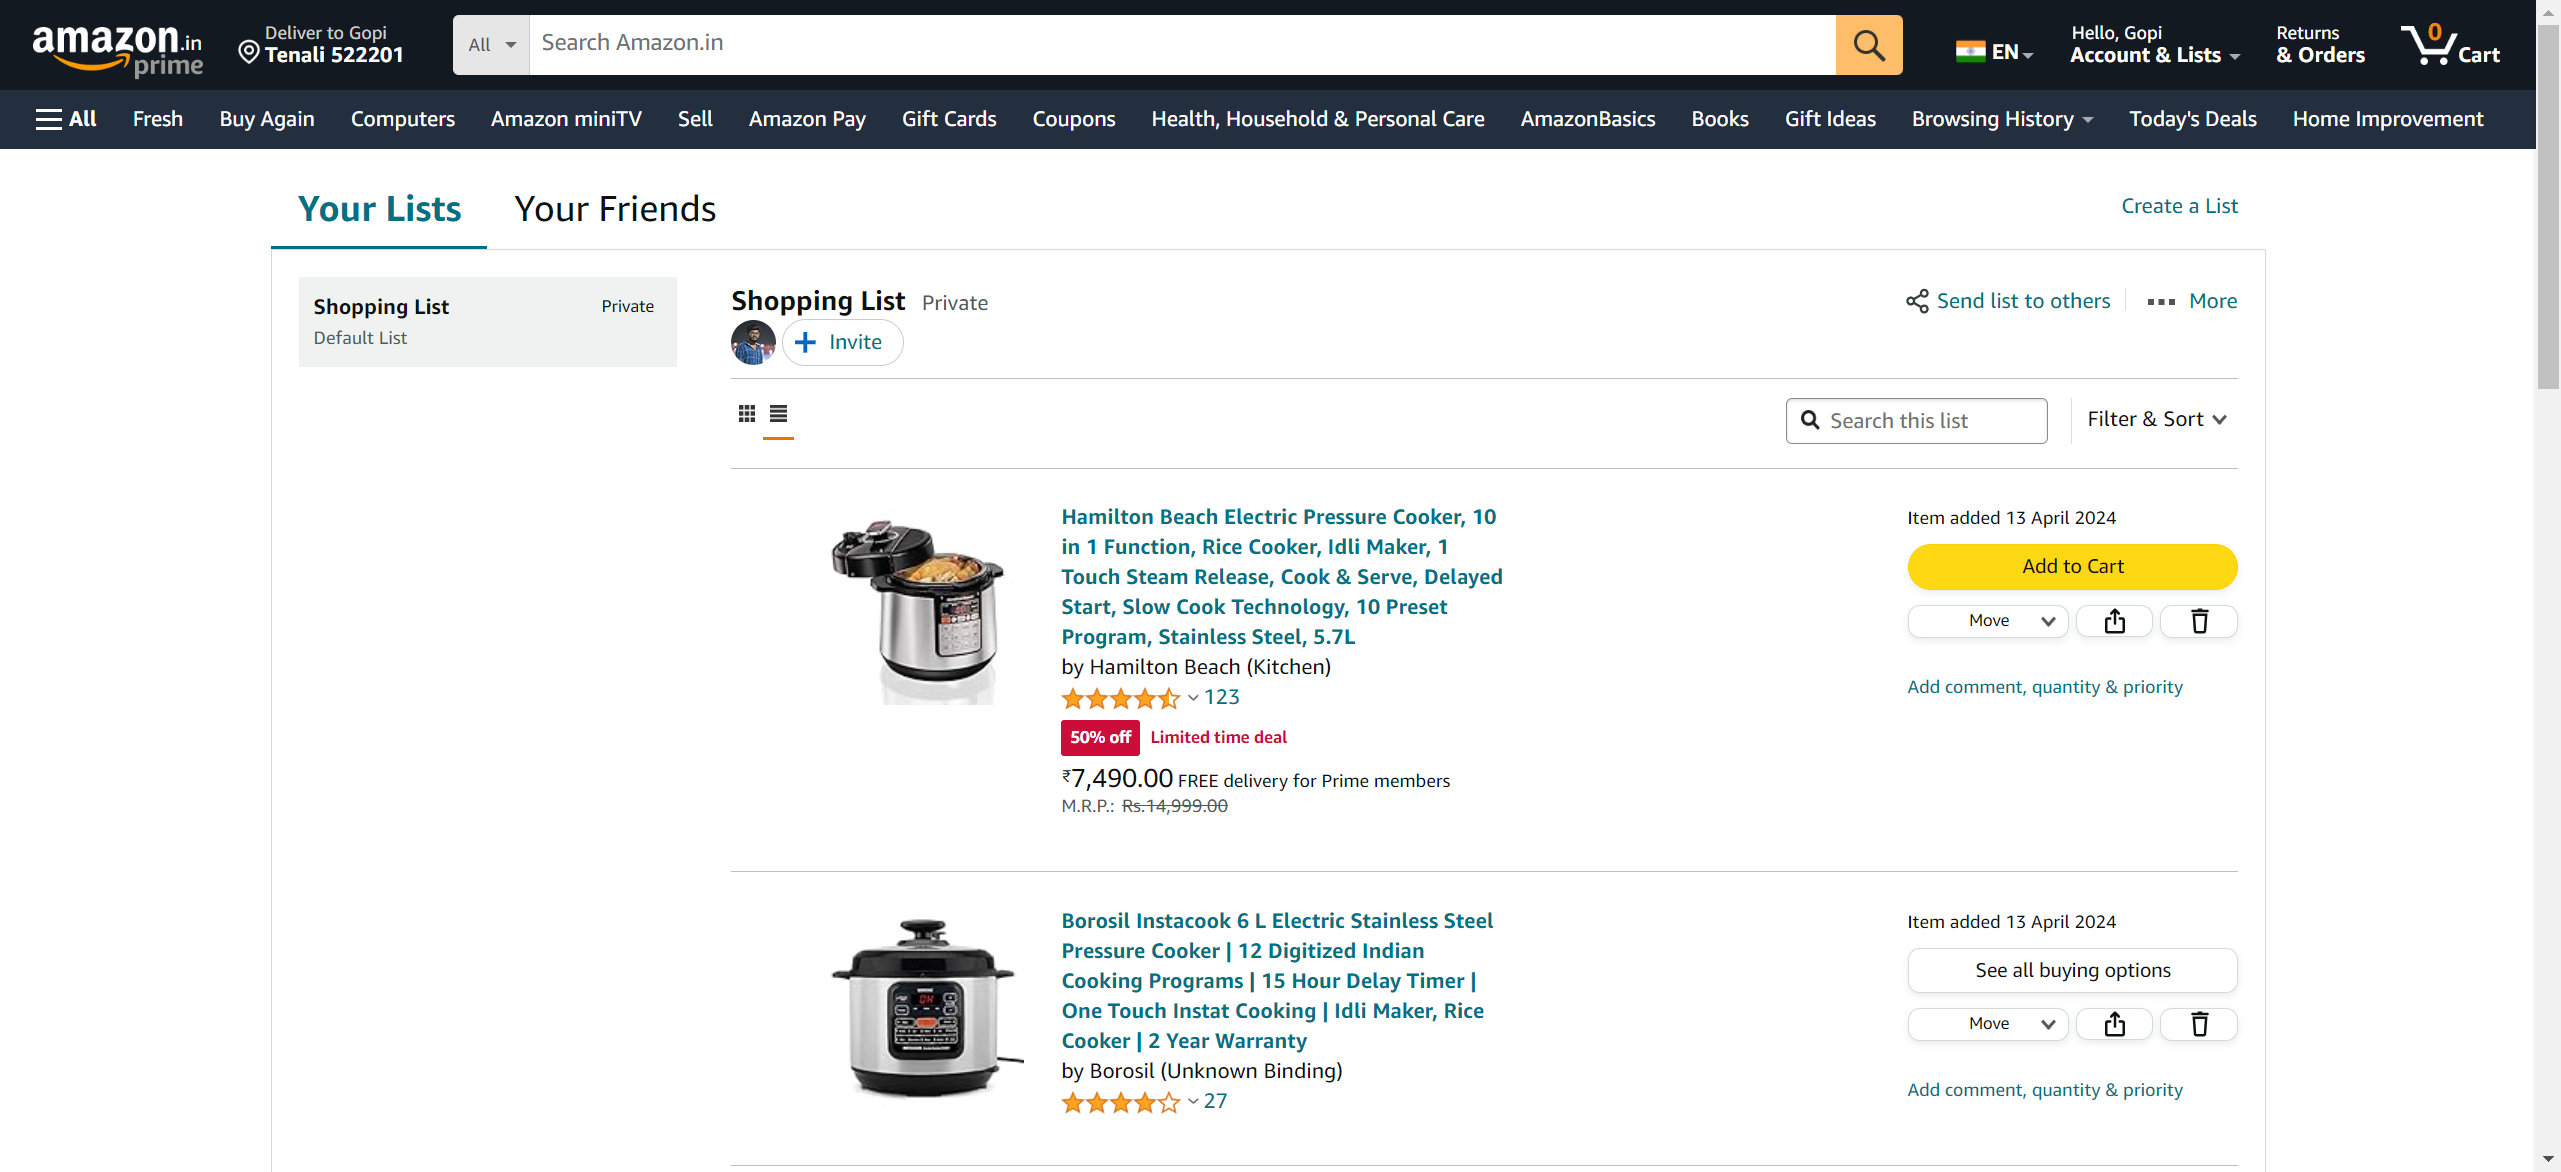 amazon.in
prime
Deliver to Gopi
Tenali 522201
All
Search Amazon.in
EN
Hello, Gopi
Account & Lists
Returns
& Orders
0
Cart
All
Fresh
Buy Again
Computers
Amazon miniTV
Sell
Amazon Pay
Gift Cards
Coupons
Health, Household & Personal Care
AmazonBasics
Books
Gift Ideas
Browsing History
Today's Deals
Home Improvement
Your Lists
Your Friends
Create a List
Shopping List
Private
Default List
Shopping List Private
Send list to others
More
Invite
Search this list
Filter & Sort
Hamilton Beach Electric Pressure Cooker, 10
in 1 Function, Rice Cooker, Idli Maker, 1
Touch Steam Release, Cook & Serve, Delayed
Start, Slow Cook Technology, 10 Preset
Program, Stainless Steel, 5.7L
by Hamilton Beach (Kitchen)
123
50% off Limited time deal
₹7,490.00 FREE delivery for Prime members
M.R.P.: Rs.14,999.00
Item added 13 April 2024
Add to Cart
Move
Add comment, quantity & priority
Borosil Instacook 6 L Electric Stainless Steel
Pressure Cooker | 12 Digitized Indian
Cooking Programs | 15 Hour Delay Timer |
One Touch Instat Cooking | Idli Maker, Rice
Cooker | 2 Year Warranty
by Borosil (Unknown Binding)
27
Item added 13 April 2024
See all buying options
Move
Add comment, quantity & priority